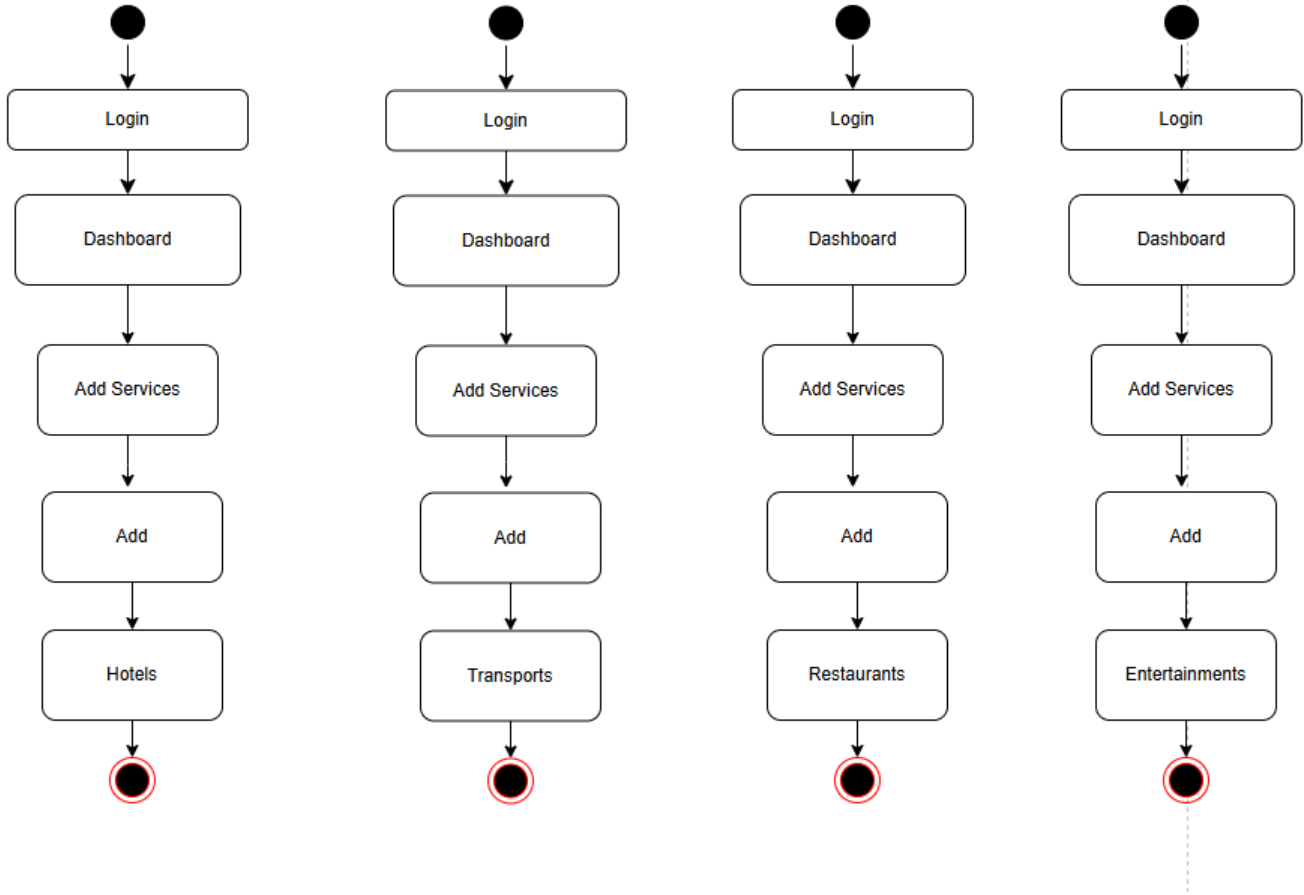 Login
Login
Login
Login
Dashboard
Dashboard
Dashboard
Dashboard
Add Services
Add Services
Add Services
Add Services
Add
Add
Add
Add
Hotels
Transports
Restaurants
Entertainments